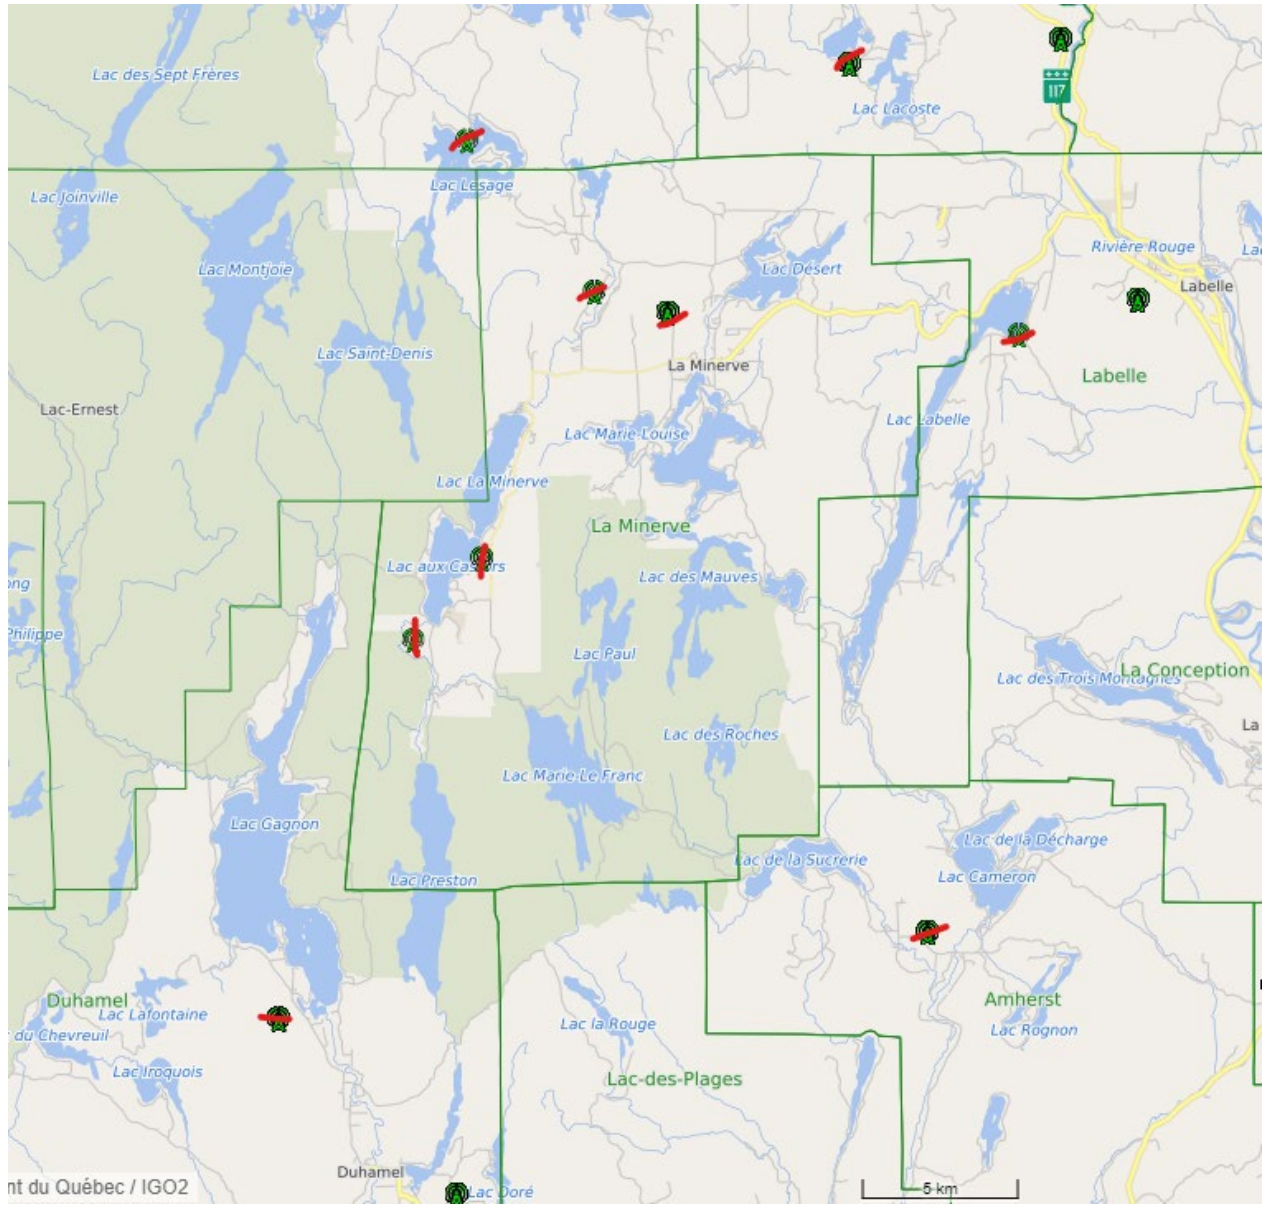 Lac des Sept Frères
117
Lac Lacoste
Lac Lesage
Lac Joinville
Rivière Rouge
Lac Montjoie
Lac Désert
Labelle
Lac Saint-Denis
La Minerve
Labelle
Lac-Ernest
Lac Labelle
Lac Marie-Louise
Lac La Minerve
La Minerve
Lac aux Castors
Lac des Mauves
Philippe
Lac Paul
La Conception
Lac des Trois Montagnes
La
Lac des Roches
Lac Marie-Le Franc
Lac Gagnon
Lac de la Décharge
Lac de la Sucrerie
Lac Cameron
Lac Preston
Duhamel
Amherst
Lac Lafontaine
Lac la Rouge
Lac Rognon
du Chevreuil
Lac Iroquois
Lac-des-Plages
Duhamel
nt du Québec / IGO2
Lac Doré
5 km